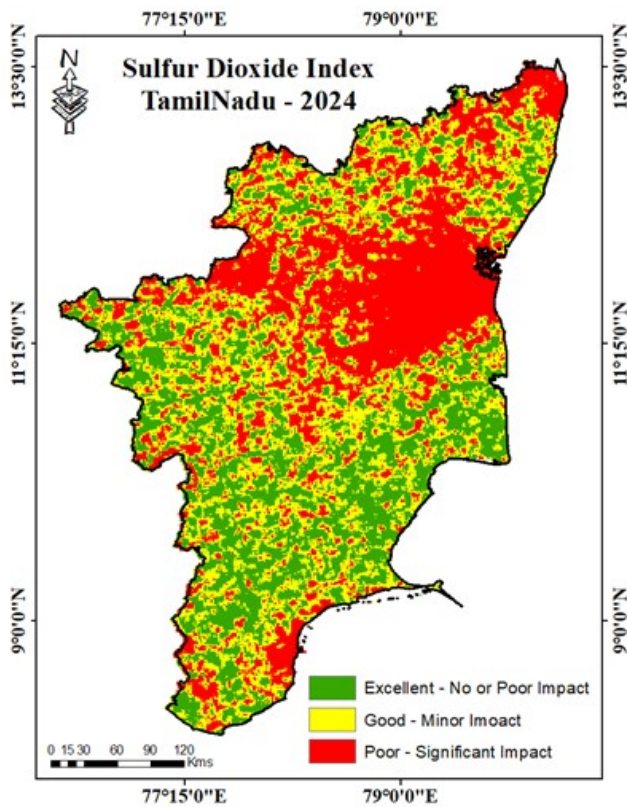 77°15'0"E 79°0'0"E
13°30'0"N 13°30'0"N
N
Sulfur Dioxide Index
TamilNadu - 2024
11°15'0"N 11°15'0"N
9°0'0"N 9°0'0"N
Excellent - No or Poor Impact
Good - Minor Imoact
Poor - Significant Impact
0 15 30 60 90 120
Kms
77°15'0"E 79°0'0"E